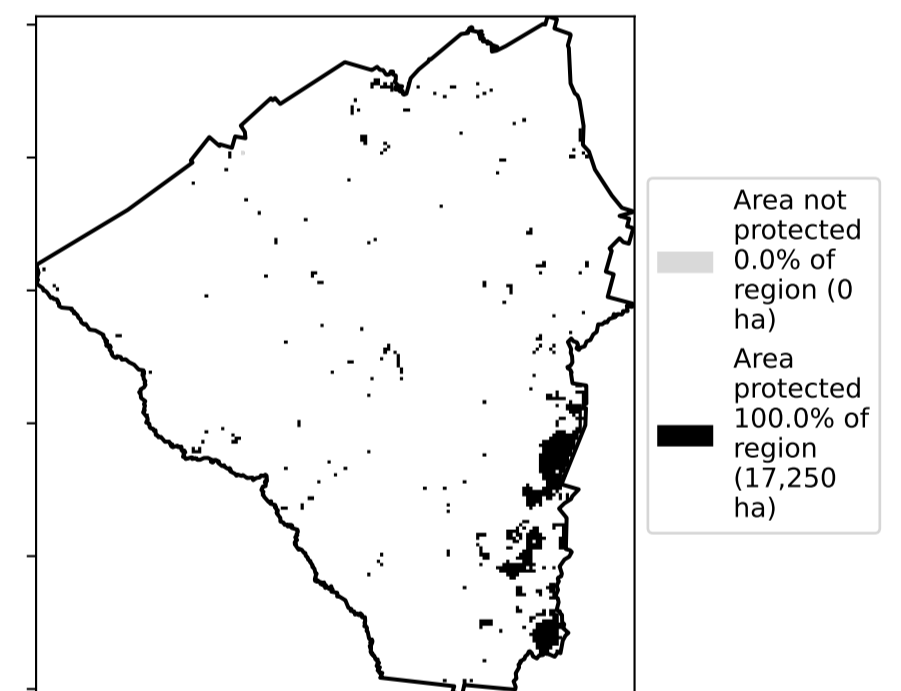 Area not
protected
0.0% of
region (0
ha)
Area
protected
100.0% of
region
(17,250
ha)